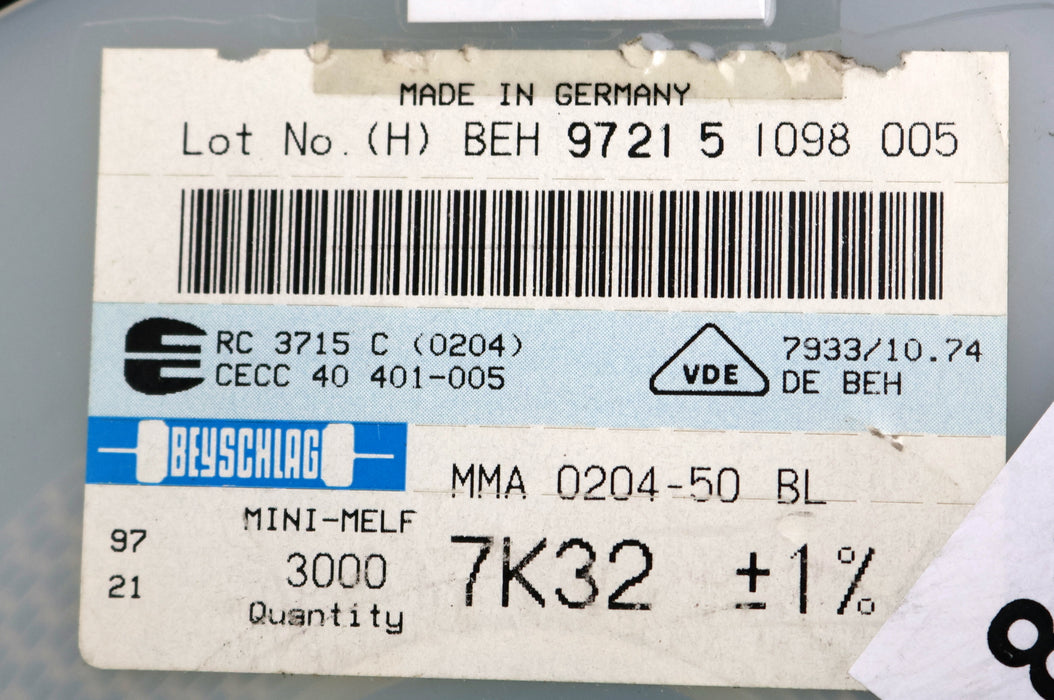 MADE IN GERMANY
Lot No. (H) BEH 9721 5 1098 005
RC 3715 C (0204)
CECC 40 401-005
VDE
7933/10.74
DE BEH
BEYSCHLAG
MMA 0204-50 BL
MINI-MELF
97
21
3000
Quantity
7K32 ±1%